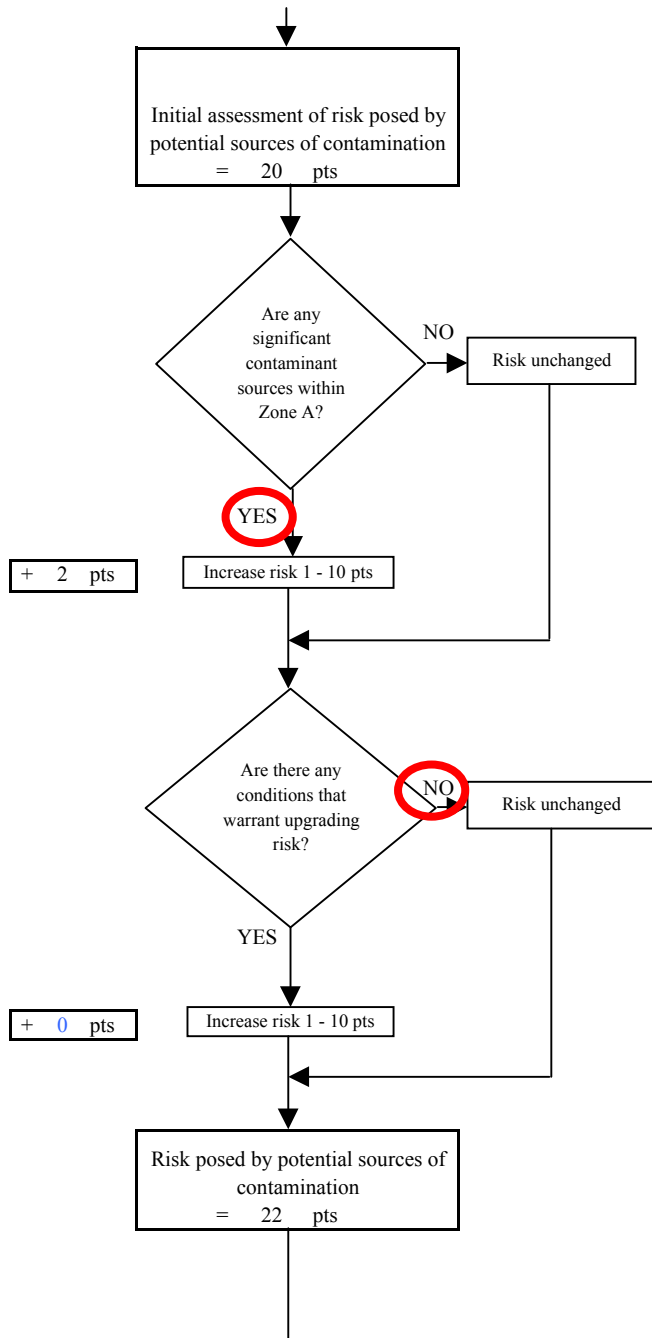 Initial assessment of risk posed by
potential sources of contamination
= 20 pts
Are any
significant
contaminant
sources within
Zone A?
NO
Risk unchanged
YES
+ 2 pts
Increase risk 1 - 10 pts
Are there any
conditions that
warrant upgrading
risk?
NO
Risk unchanged
YES
+ 0 pts
Increase risk 1 - 10 pts
Risk posed by potential sources of
contamination
= 22 pts